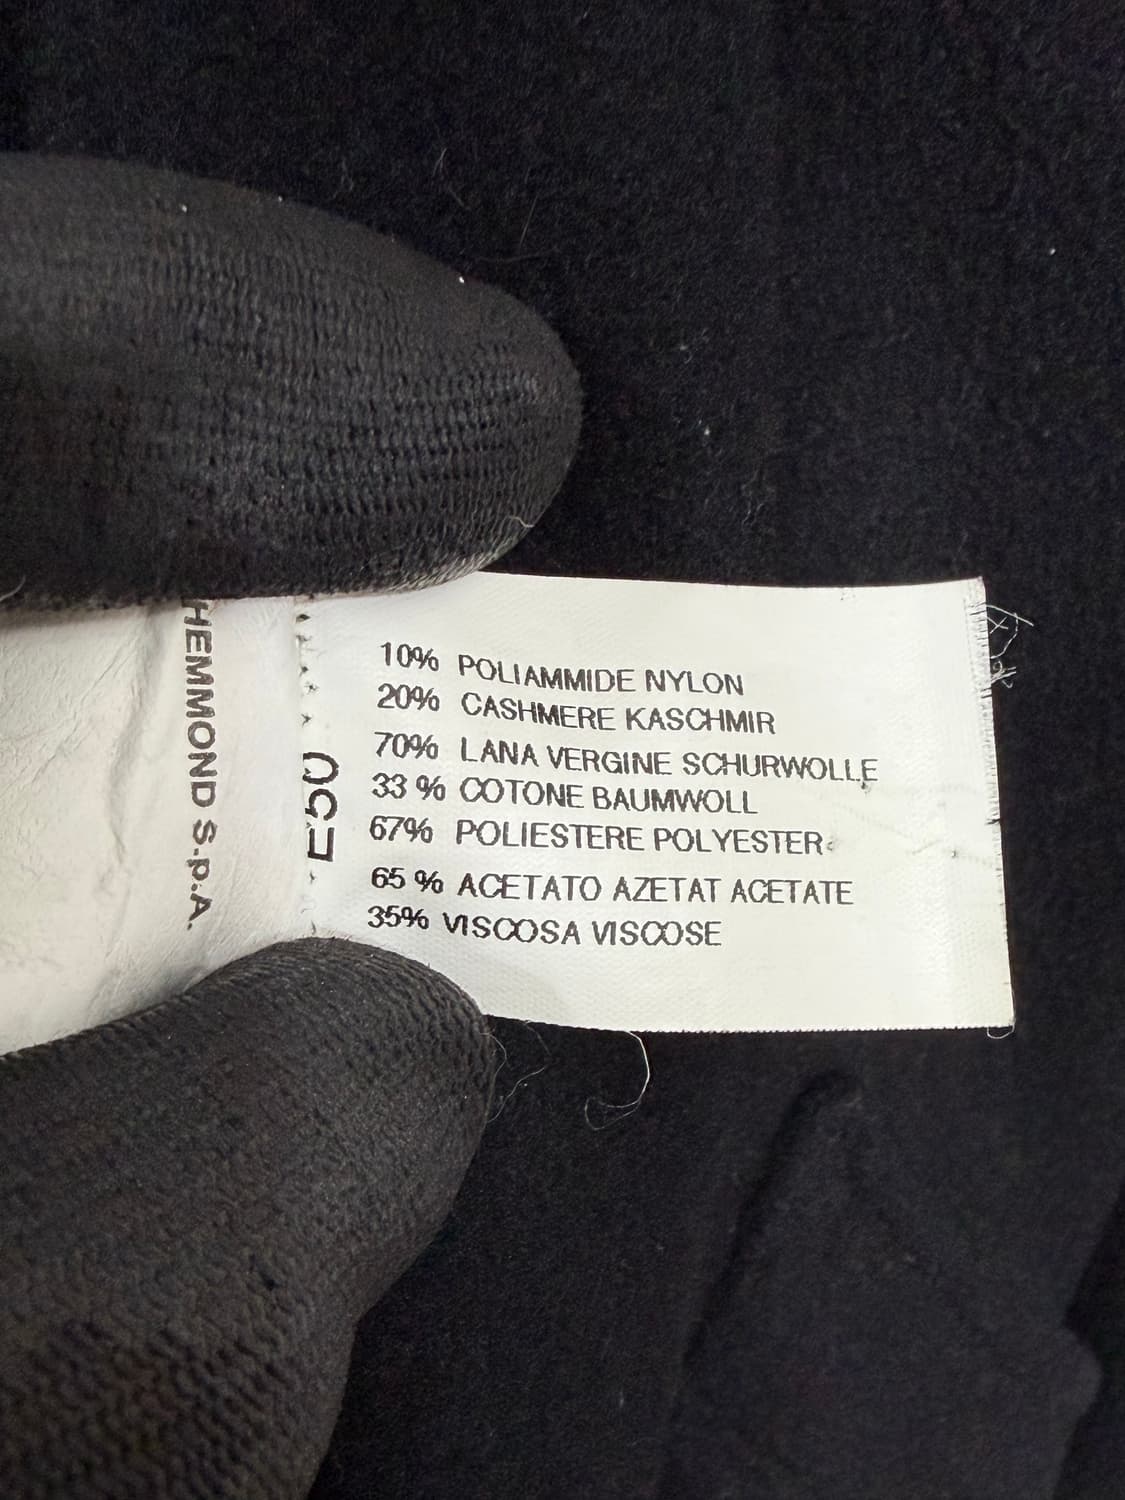 HEMMOND S.p.A.
E50
10% POLIAMMIDE NYLON
20% CASHMERE KASCHMIR
70% LANA VERGINE SCHURWOLLE
33 % COTONE BAUMWOLL
67% POLIESTERE POLYESTER
65 % ACETATO AZETAT ACETATE
35% VISCOSA VISCOSE